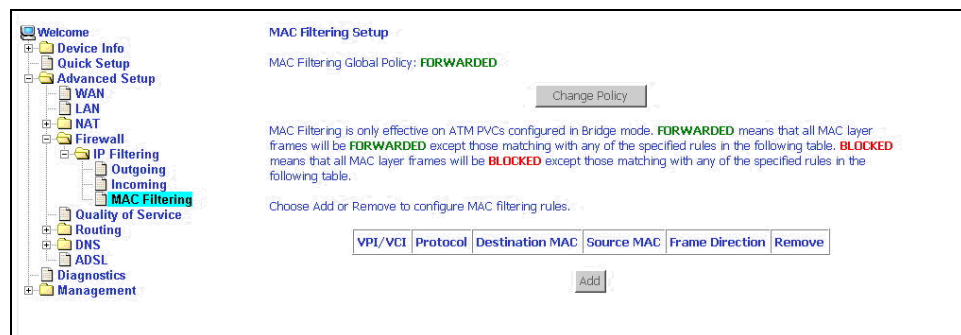 Welcome
Device Info
Quick Setup
Advanced Setup
WAN
LAN
NAT
Firewall
IP Filtering
Outgoing
Incoming
MAC Filtering
Quality of Service
Routing
DNS
ADSL
Diagnostics
Management
MAC Filtering Setup
MAC Filtering Global Policy: FORWARDED
Change Policy
MAC Filtering is only effective on ATM PVCs configured in Bridge mode. FORWARDED means that all MAC layer
frames will be FORWARDED except those matching with any of the specified rules in the following table. BLOCKED
means that all MAC layer frames will be BLOCKED except those matching with any of the specified rules in the
following table.
Choose Add or Remove to configure MAC filtering rules.
VPI/VCI Protocol Destination MAC Source MAC Frame Direction Remove
Add